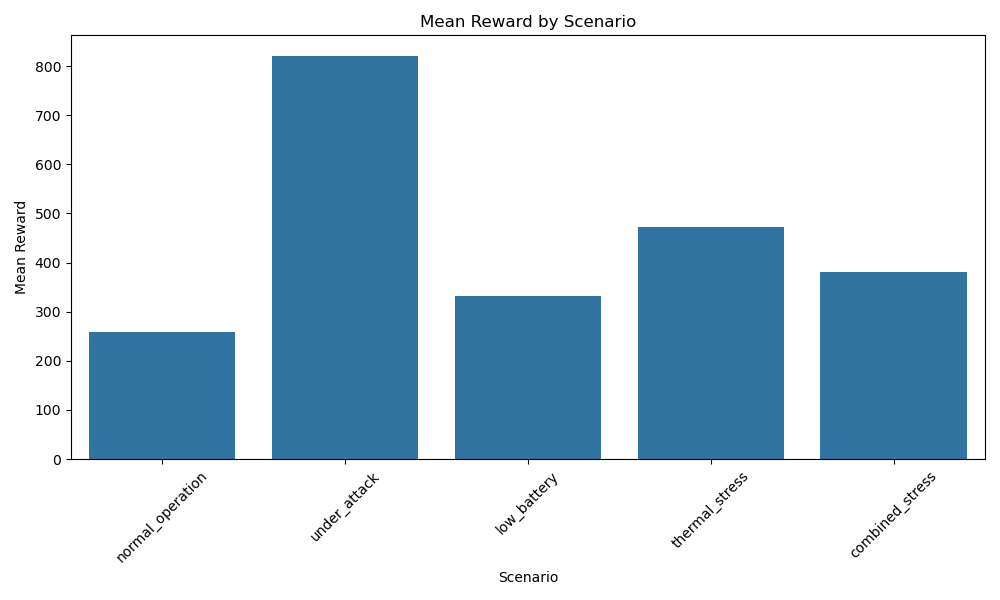 Mean Reward by Scenario
Mean Reward
800
700
600
500
400
300
200
100
0
normal_operation
under_attack
low_battery
thermal_stress
combined_stress
Scenario